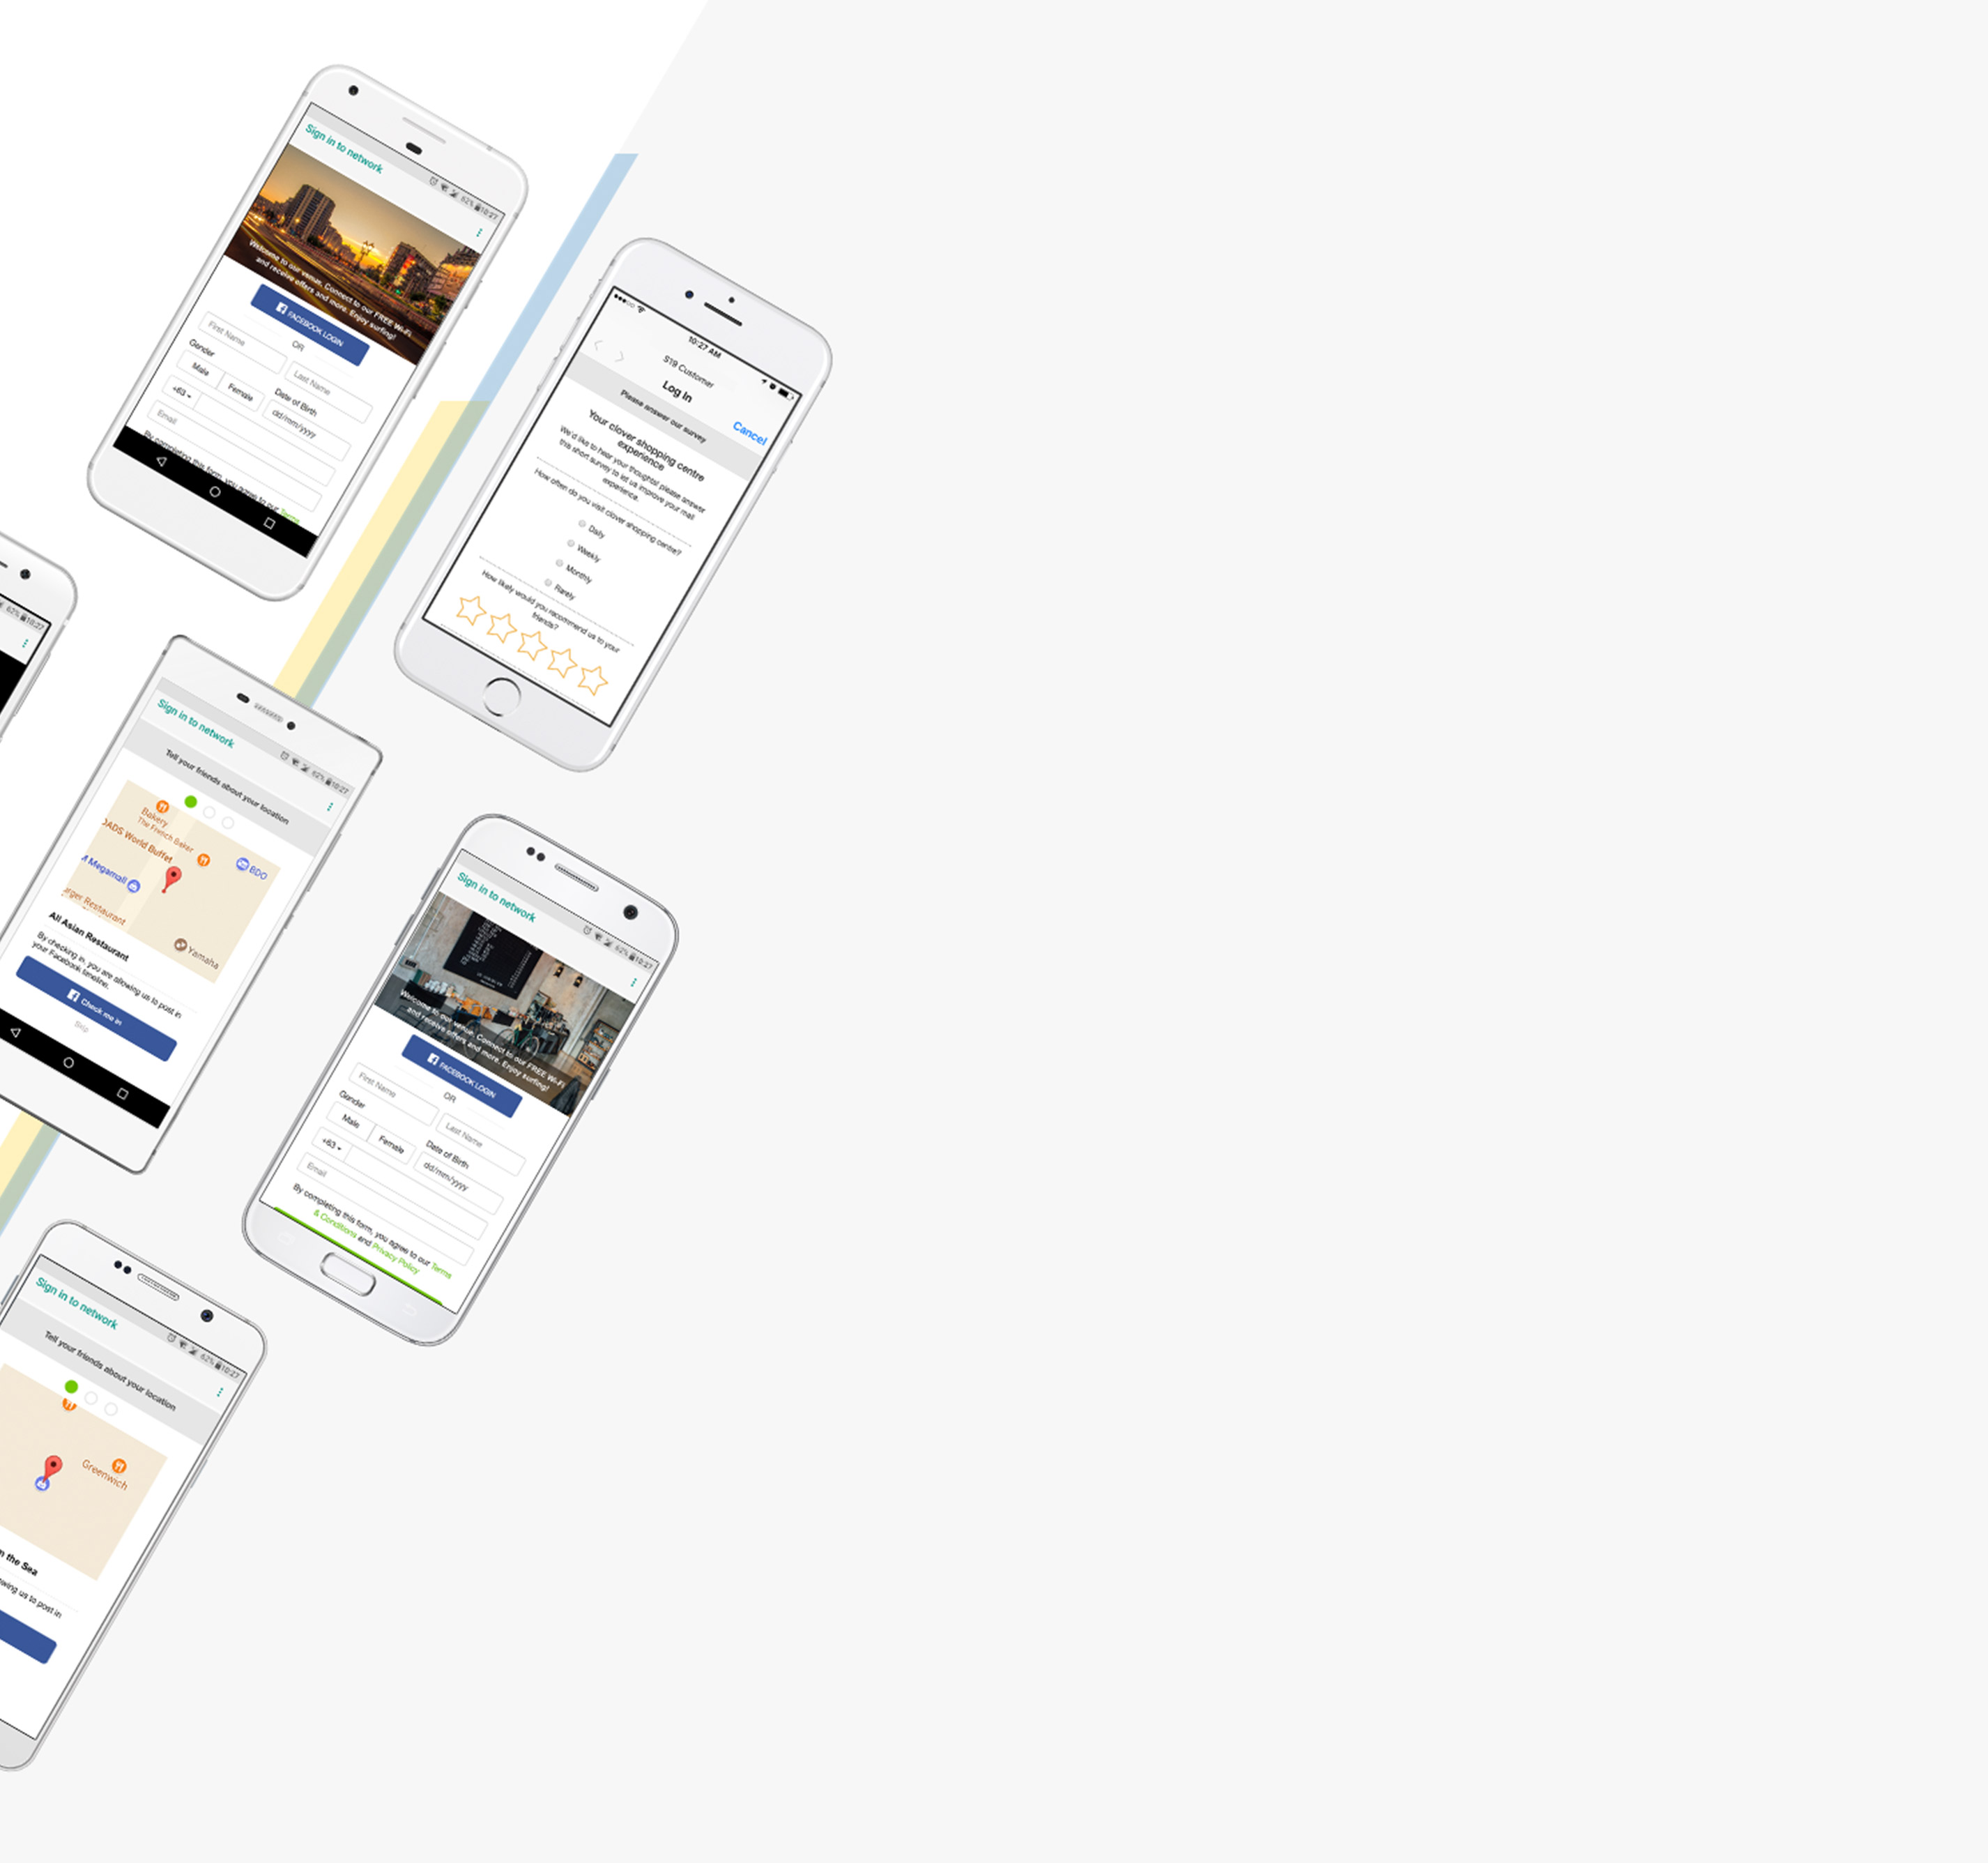 Sign in to network
62% 10:27
Welcome to our venue. Connect to our FREE Wi-Fi
and receive offers and more. Enjoy surfing!
FACEBOOK LOGIN
OR
First Name
Last Name
Gender
Date of Birth
Male
Female
dd/mm/yyyy
+63
Email
By completing this form, you agree to our Terms
10:27 AM
ST9 Customer
Log In
Cancel
Please answer our survey
Your clover shopping centre
experience
We'd like to hear your thoughts! please answer
this short survey to let us improve your mall
experience.
How often do you visit clover shopping centre?
Daily
Weekly
Monthly
Rarely
How likely would you recommend us to your
friends?
62% 10:27
Sign in to network
62% 10:27
Tell your friends about your location
Bakery
The French Baker
DADS World Buffet
BDO
M Megamall
urger Restaurant
Yamaha
All Asian Restaurant
By checking in, you are allowing us to post in
your Facebook timeline.
Check me in
Skip
Sign in to network
62% 10:27
Welcome to our venue. Connect to our FREE Wi-Fi
and receive offers and more. Enjoy surfing!
FACEBOOK LOGIN
OR
First Name
Last Name
Gender
Date of Birth
Male
Female
dd/mm/yyyy
+63
Email
By completing this form, you agree to our Terms
& Conditions and Privacy Policy
Sign in to network
62% 10:27
Tell your friends about your location
Greenwich
m the Sea
wing us to post in